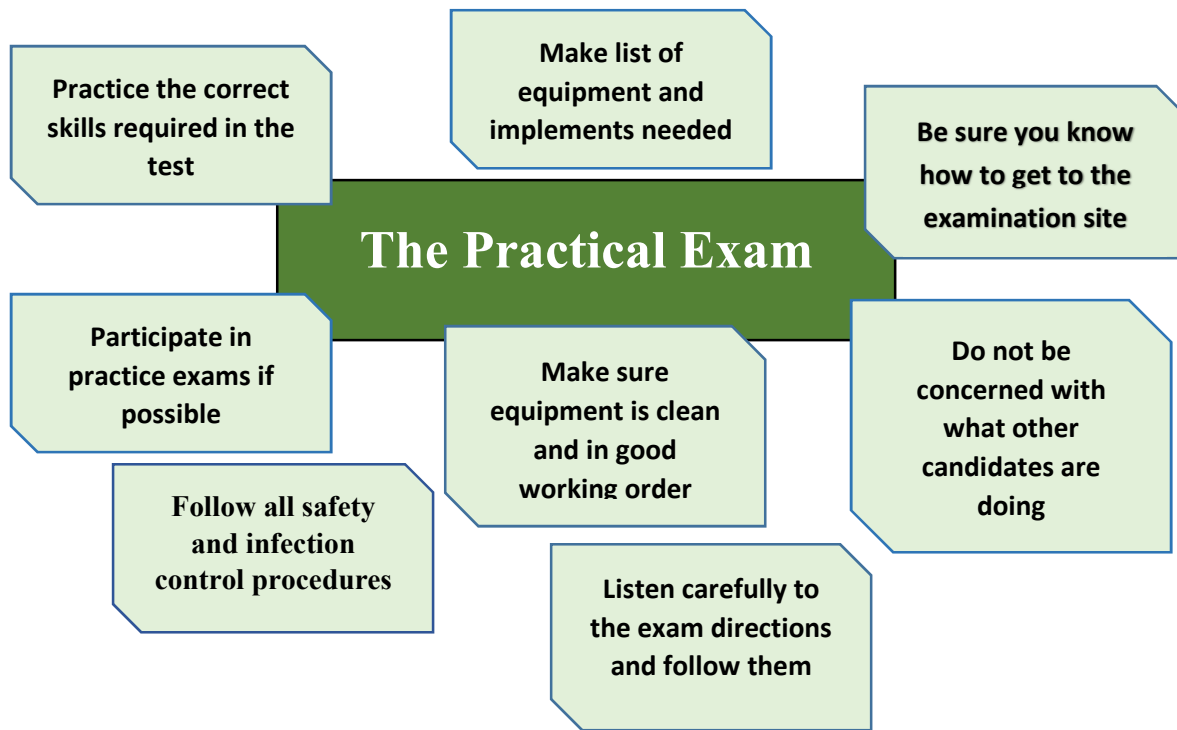 Make list of
equipment and
implements needed
Practice the correct
skills required in the
test
Be sure you know
how to get to the
examination site
The Practical Exam
Participate in
practice exams if
possible
Make sure
equipment is clean
and in good
working order
Do not be
concerned with
what other
candidates are
doing
Follow all safety
and infection
control procedures
Listen carefully to
the exam directions
and follow them